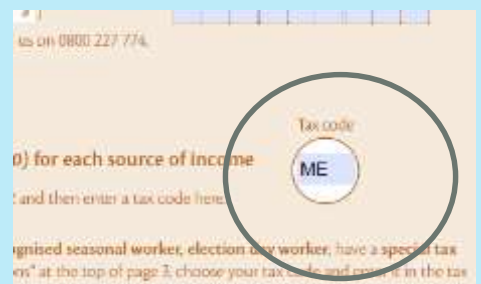 us on 0800 227 774.
Tax code
ME
) for each source of income
and then enter a tax code here
gnised seasonal worker, election day worker, have a special tax
ons" at the top of page 3, choose your tax code and enter it in the tax